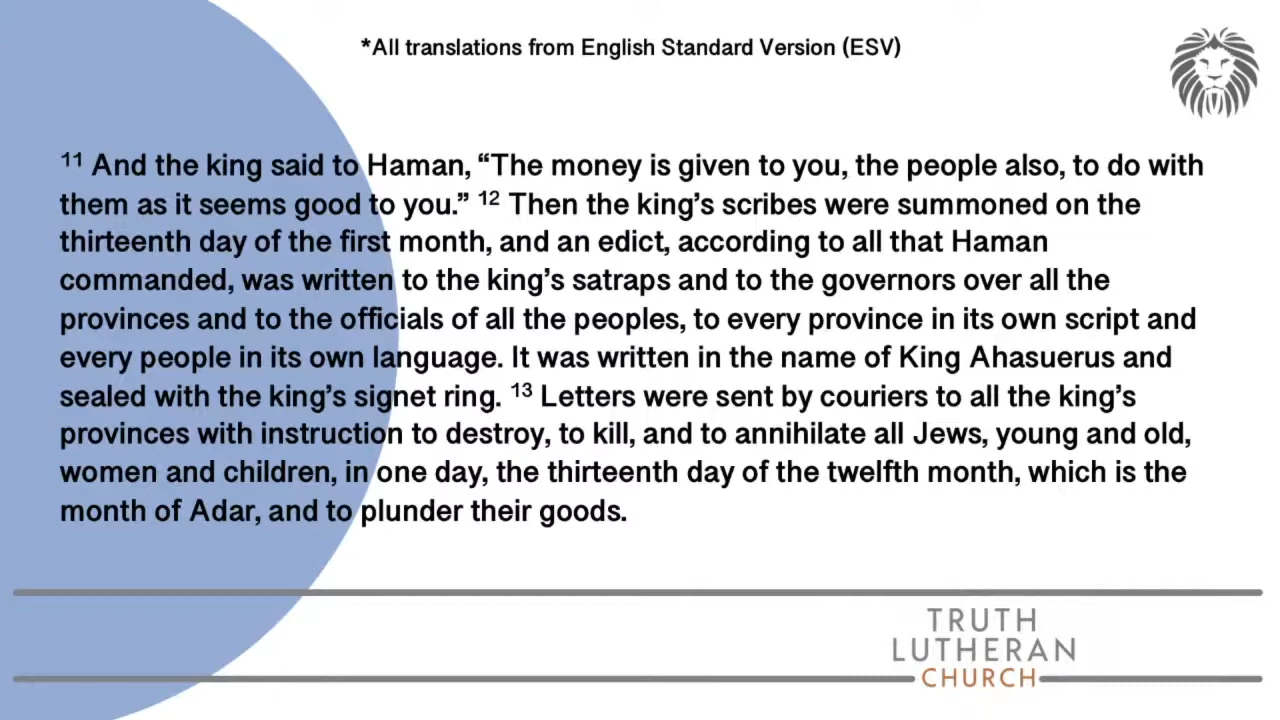 *All translations from English Standard Version (ESV)
¹¹ And the king said to Haman, “The money is given to you, the people also, to do with
them as it seems good to you.” ¹² Then the king’s scribes were summoned on the
thirteenth day of the first month, and an edict, according to all that Haman
commanded, was written to the king’s satraps and to the governors over all the
provinces and to the officials of all the peoples, to every province in its own script and
every people in its own language. It was written in the name of King Ahasuerus and
sealed with the king’s signet ring. ¹³ Letters were sent by couriers to all the king’s
provinces with instruction to destroy, to kill, and to annihilate all Jews, young and old,
women and children, in one day, the thirteenth day of the twelfth month, which is the
month of Adar, and to plunder their goods.
TRUTH
LUTHERAN
CHURCH